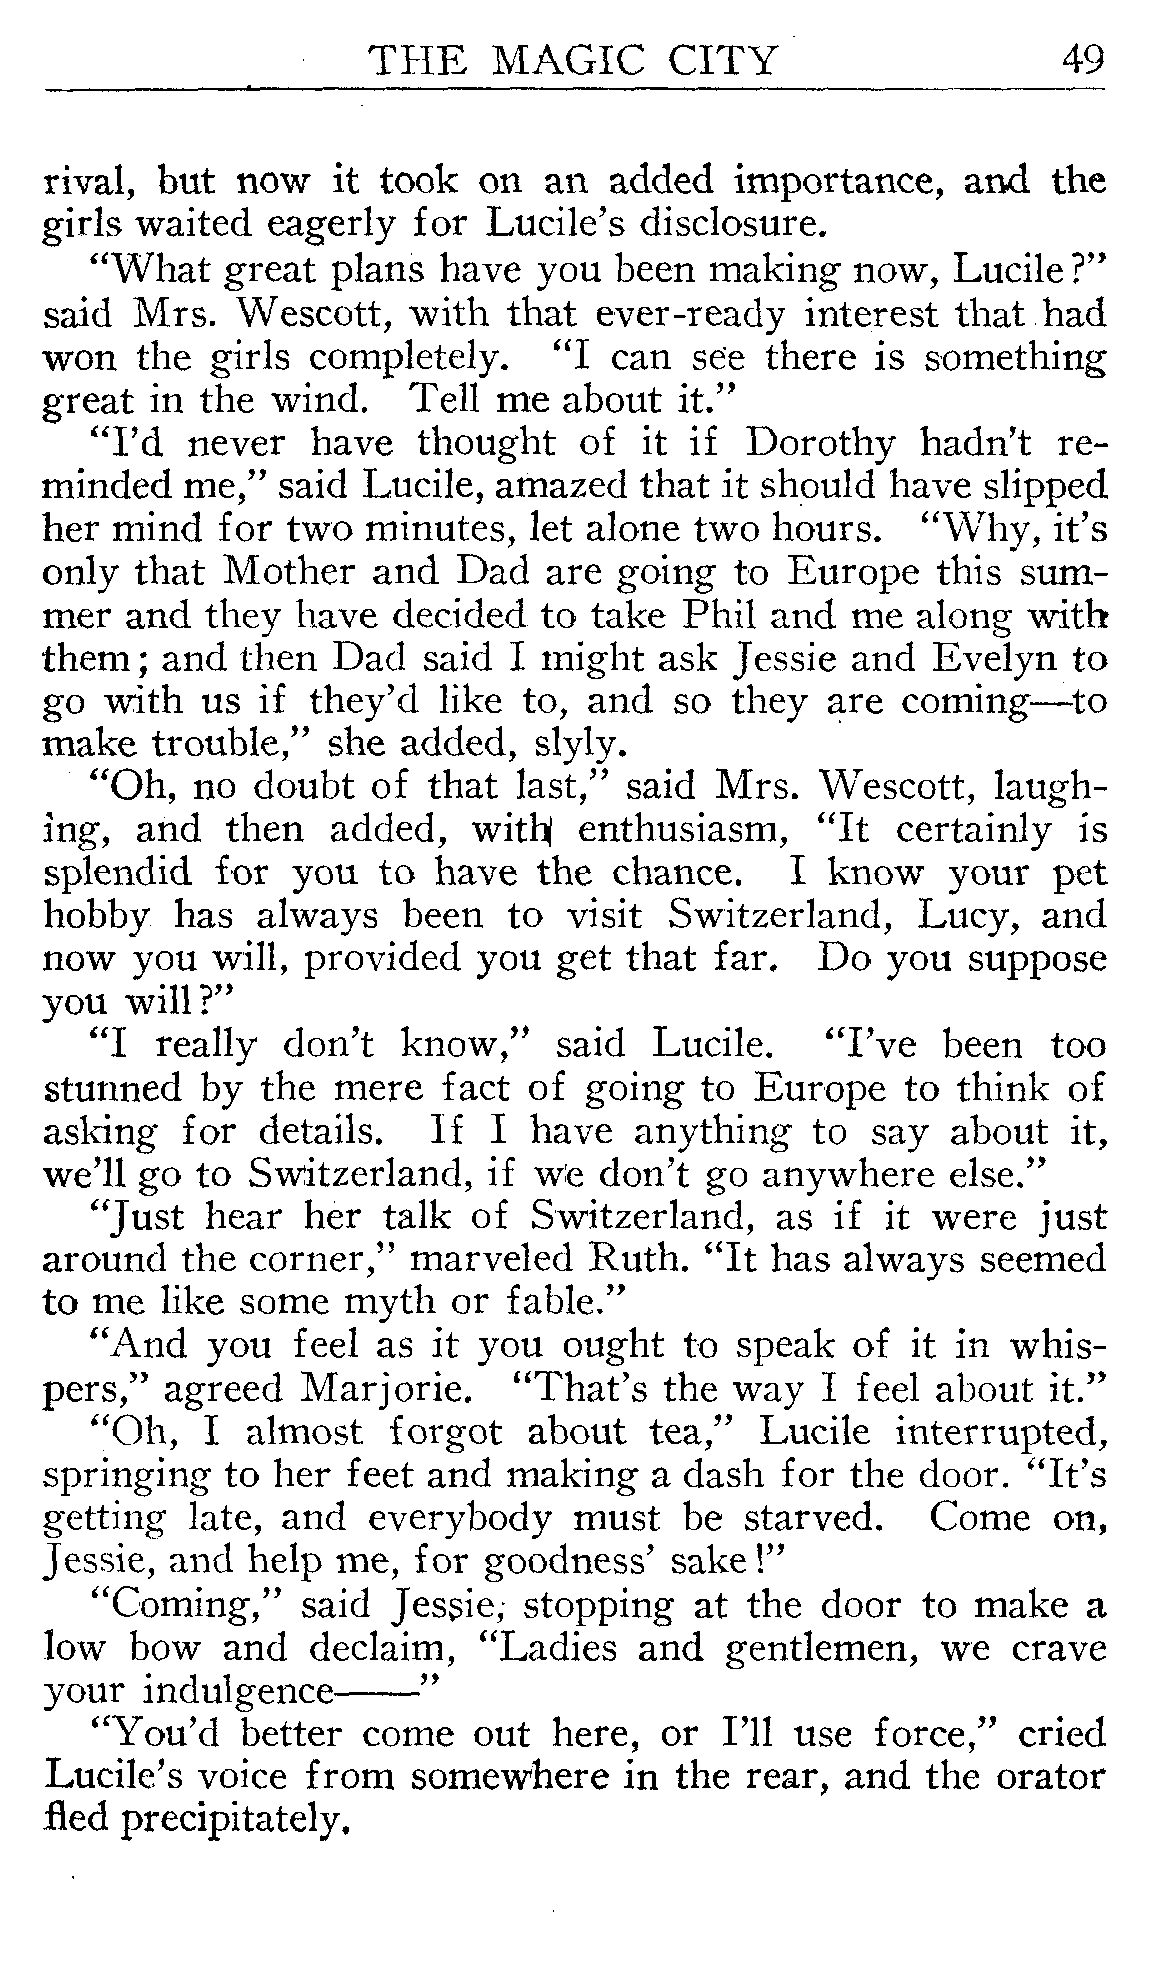 THE MAGIC CITY 49
rival, but now it took on an added importance, and the
girls waited eagerly for Lucile's disclosure.
"What great plans have you been making now, Lucile?"
said Mrs. Wescott, with that ever-ready interest that had
won the girls completely. "I can see there is something
great in the wind. Tell me about it."
"I'd never have thought of it if Dorothy hadn't re-
minded me," said Lucile, amazed that it should have slipped
her mind for two minutes, let alone two hours. "Why, it's
only that Mother and Dad are going to Europe this sum-
mer and they have decided to take Phil and me along with
them; and then Dad said I might ask Jessie and Evelyn to
go with us if they'd like to, and so they are coming—to
make trouble," she added, slyly.
"Oh, no doubt of that last," said Mrs. Wescott, laugh-
ing, and then added, with enthusiasm, "It certainly is
splendid for you to have the chance. I know your pet
hobby has always been to visit Switzerland, Lucy, and
now you will, provided you get that far. Do you suppose
you will?"
"I really don't know," said Lucile. "I've been too
stunned by the mere fact of going to Europe to think of
asking for details. If I have anything to say about it,
we'll go to Switzerland, if we don't go anywhere else."
"Just hear her talk of Switzerland, as if it were just
around the corner," marveled Ruth. "It has always seemed
to me like some myth or fable."
"And you feel as it you ought to speak of it in whis-
pers," agreed Marjorie. "That's the way I feel about it."
"Oh, I almost forgot about tea," Lucile interrupted,
springing to her feet and making a dash for the door. "It's
getting late, and everybody must be starved. Come on,
Jessie, and help me, for goodness' sake!"
"Coming," said Jessie, stopping at the door to make a
low bow and declaim, "Ladies and gentlemen, we crave
your indulgence——"
"You'd better come out here, or I'll use force," cried
Lucile's voice from somewhere in the rear, and the orator
fled precipitately.